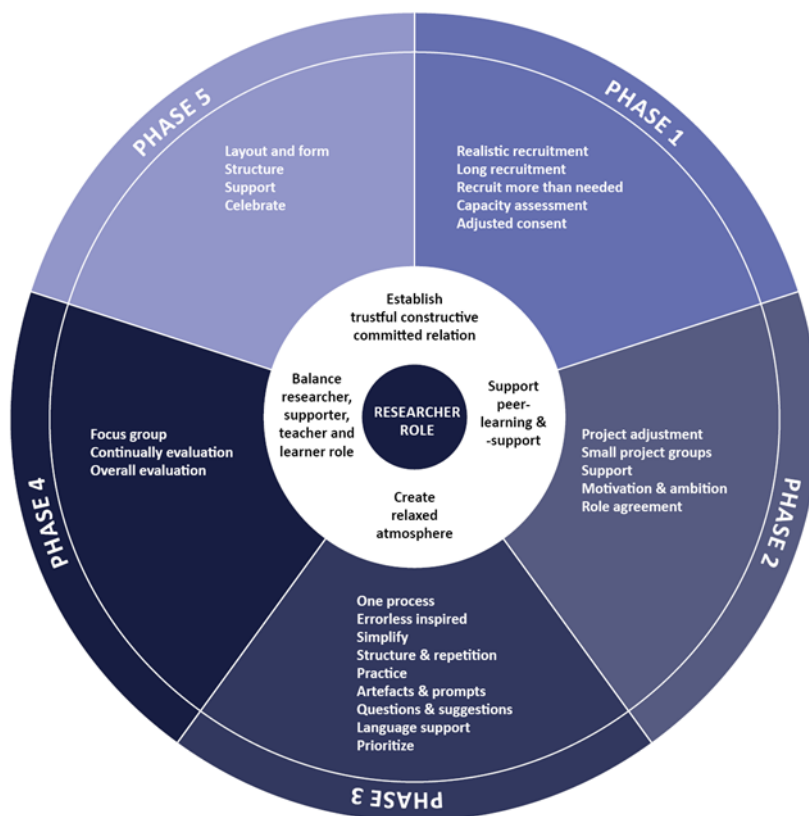 PHASE 1
Realistic recruitment
Long recruitment
Recruit more than needed
Capacity assessment
Adjusted consent
PHASE 2
Project adjustment
Small project groups
Support
Motivation & ambition
Role agreement
PHASE 3
One process
Errorless inspired
Simplify
Structure & repetition
Practice
Artefacts & prompts
Questions & suggestions
Language support
Prioritize
PHASE 4
Focus group
Continually evaluation
Overall evaluation
PHASE 5
Layout and form
Structure
Support
Celebrate
Establish
trustful constructive
committed relation
Support
peer-
learning &
-support
Create
relaxed
atmosphere
Balance
researcher,
supporter,
teacher and
learner role
RESEARCHER
ROLE